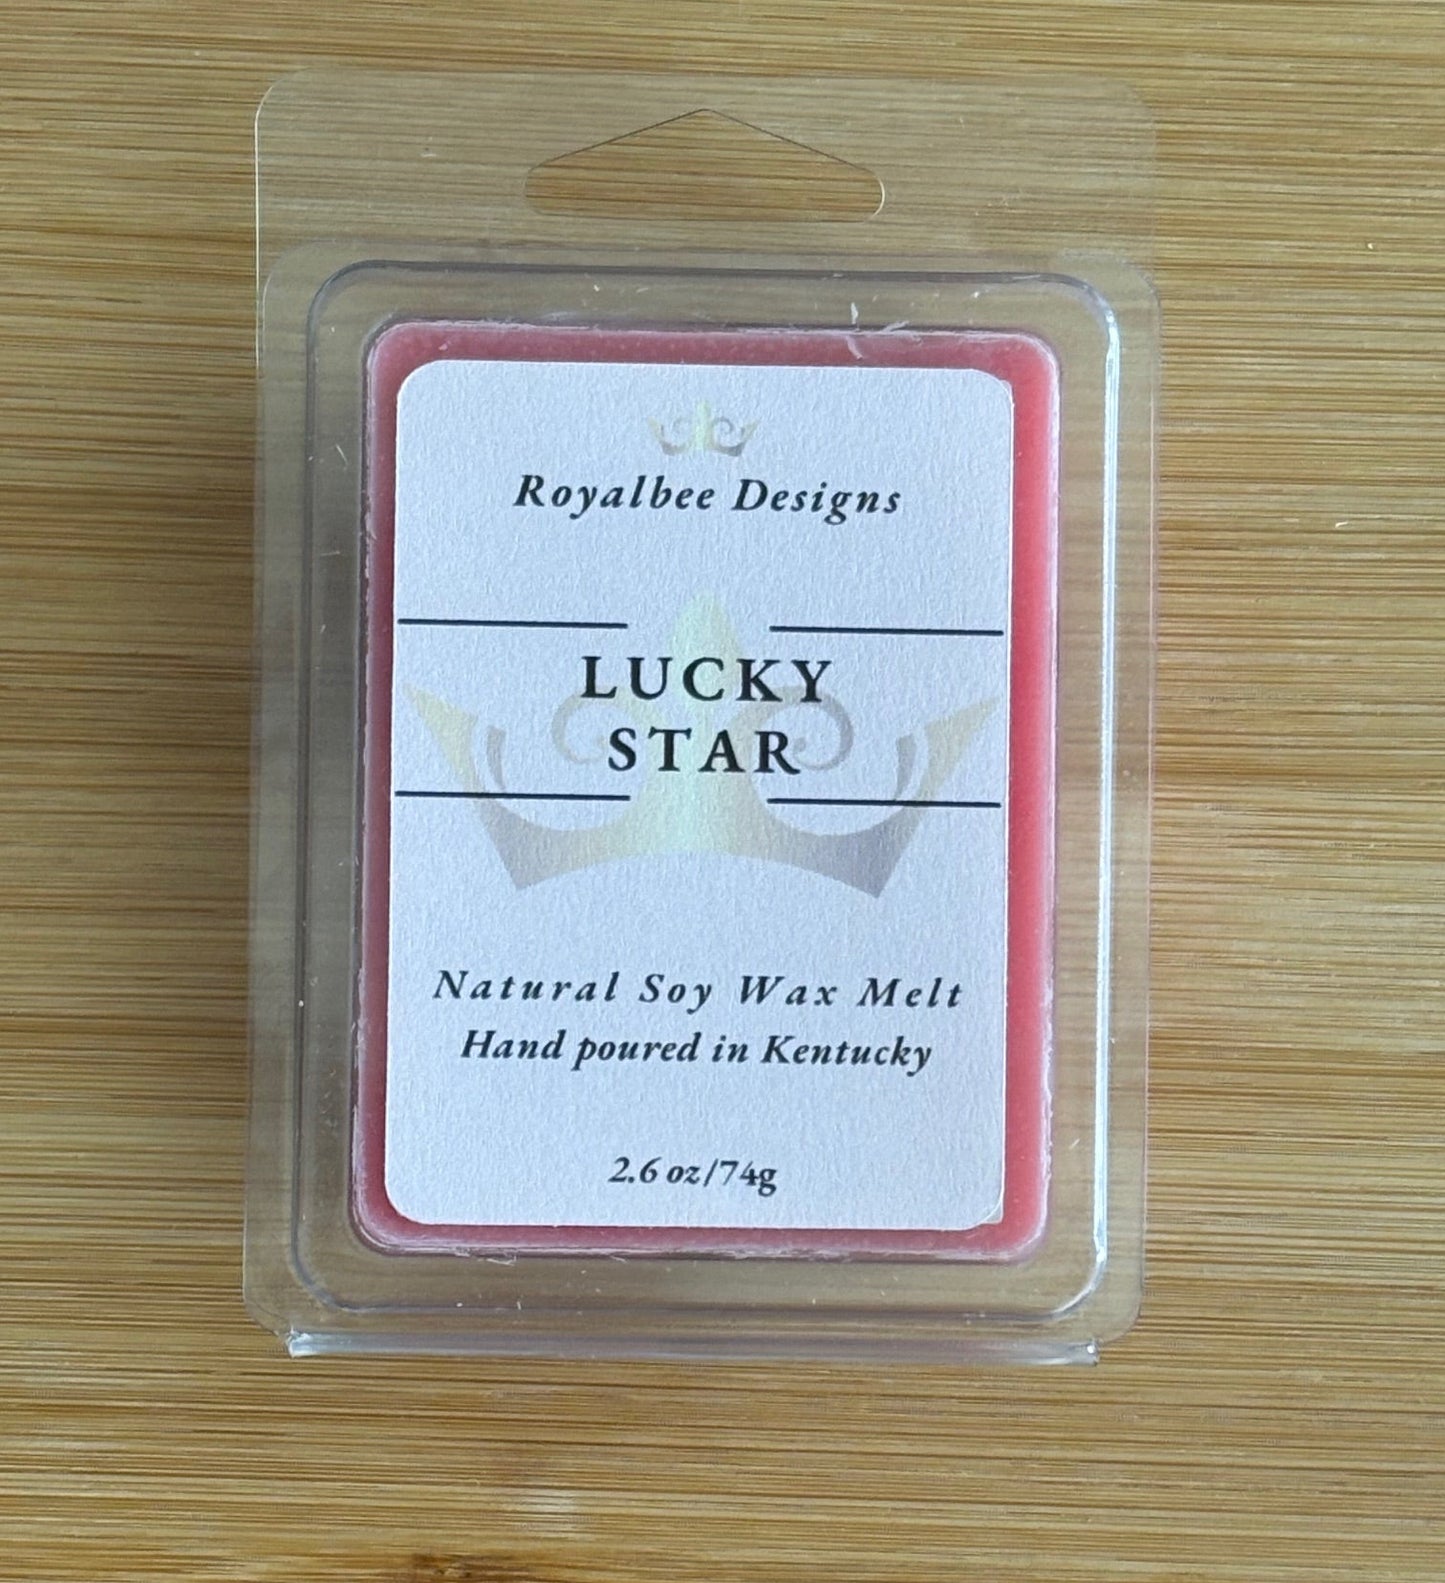 Royalbee Designs
LUCKY
STAR
Natural Soy Wax Melt
Hand poured in Kentucky
2.6 oz/74g